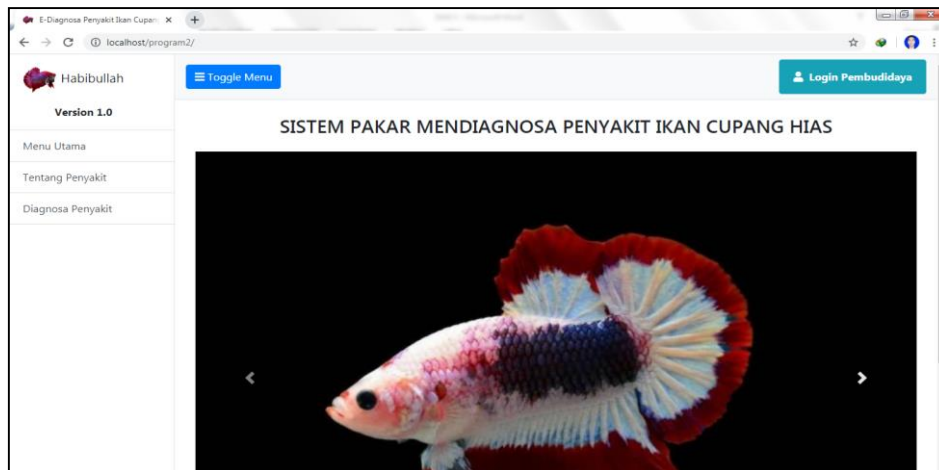 E-Diagnosa Penyakit Ikan Cupan
localhost/program2/
Habibullah
Toggle Menu
Login Pembudidaya
Version 1.0
SISTEM PAKAR MENDIAGNOSA PENYAKIT IKAN CUPANG HIAS
Menu Utama
Tentang Penyakit
Diagnosa Penyakit